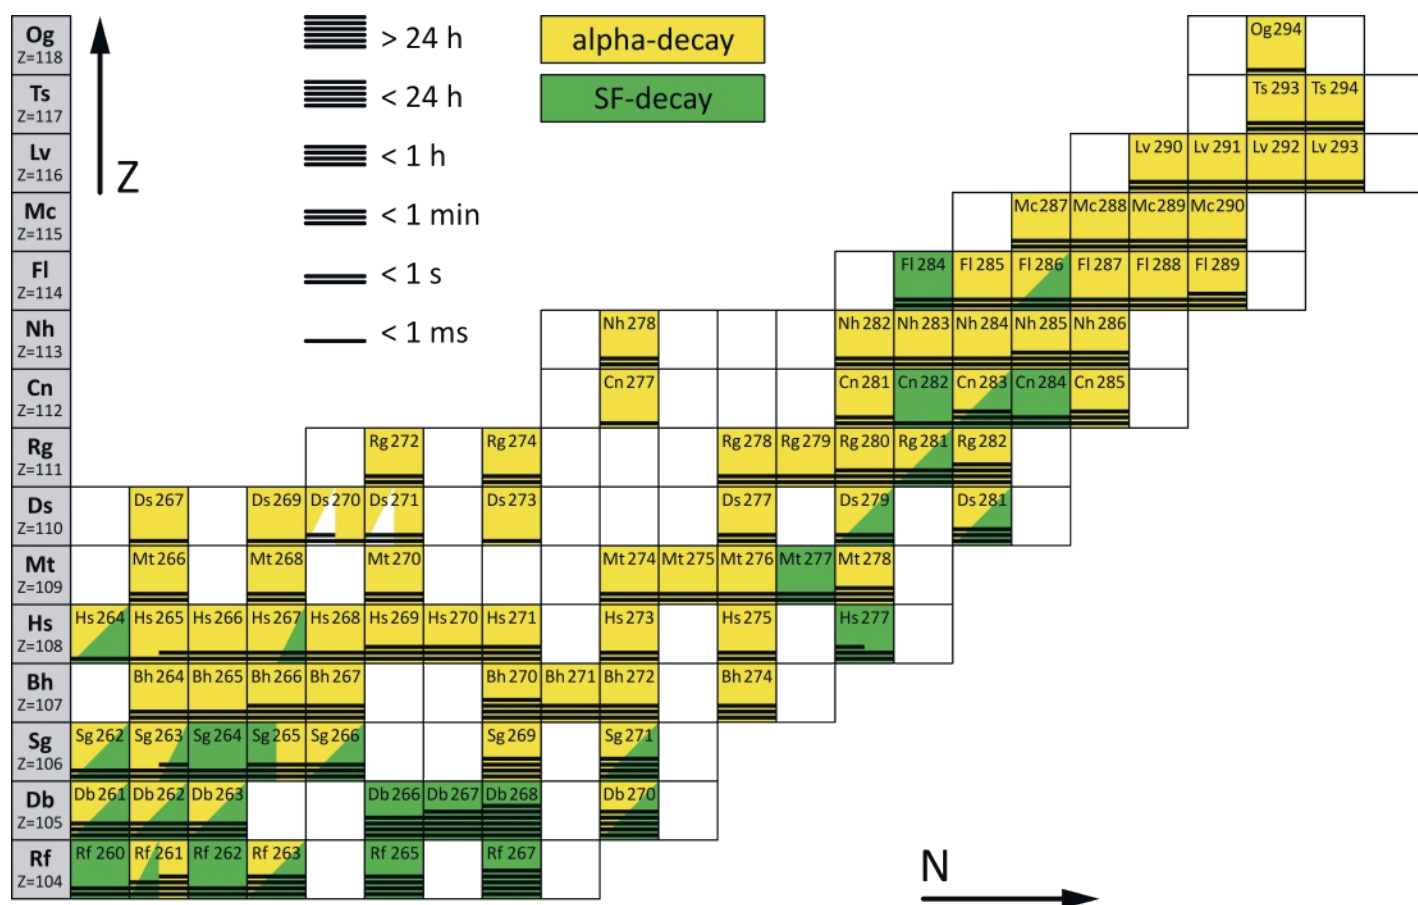 Og
Z=118
Z
> 24 h
alpha-decay
Og294
Ts
Z=117
< 24 h
SF-decay
Ts 293 Ts 294
Lv
Z=116
< 1 h
Lv 290 Lv 291 Lv 292 Lv 293
Mc
Z=115
< 1 min
Mc287 Mc288 Mc289 Mc290
Fl
Z=114
< 1 s
Fl 284 Fl 285 Fl 286 Fl 287 Fl 288 Fl 289
Nh
Z=113
< 1 ms
Nh 278 Nh 282 Nh 283 Nh 284 Nh 285 Nh 286
Cn
Z=112
Cn 277 Cn 281 Cn 282 Cn 283 Cn 284 Cn 285
Rg
Z=111
Rg 272 Rg 274 Rg 278 Rg 279 Rg 280 Rg 281 Rg 282
Ds
Z=110
Ds 267 Ds 269 Ds 270 Ds 271 Ds 273 Ds 277 Ds 279 Ds 281
Mt
Z=109
Mt 266 Mt 268 Mt 270 Mt 274 Mt 275 Mt 276 Mt 277 Mt 278
Hs
Z=108
Hs 264 Hs 265 Hs 266 Hs 267 Hs 268 Hs 269 Hs 270 Hs 271 Hs 273 Hs 275 Hs 277
Bh
Z=107
Bh 264 Bh 265 Bh 266 Bh 267 Bh 270 Bh 271 Bh 272 Bh 274
Sg
Z=106
Sg 262 Sg 263 Sg 264 Sg 265 Sg 266 Sg 269 Sg 271
Db
Z=105
Db 261 Db 262 Db 263 Db 266 Db 267 Db 268 Db 270
Rf
Z=104
Rf 260 Rf 261 Rf 262 Rf 263 Rf 265 Rf 267
N